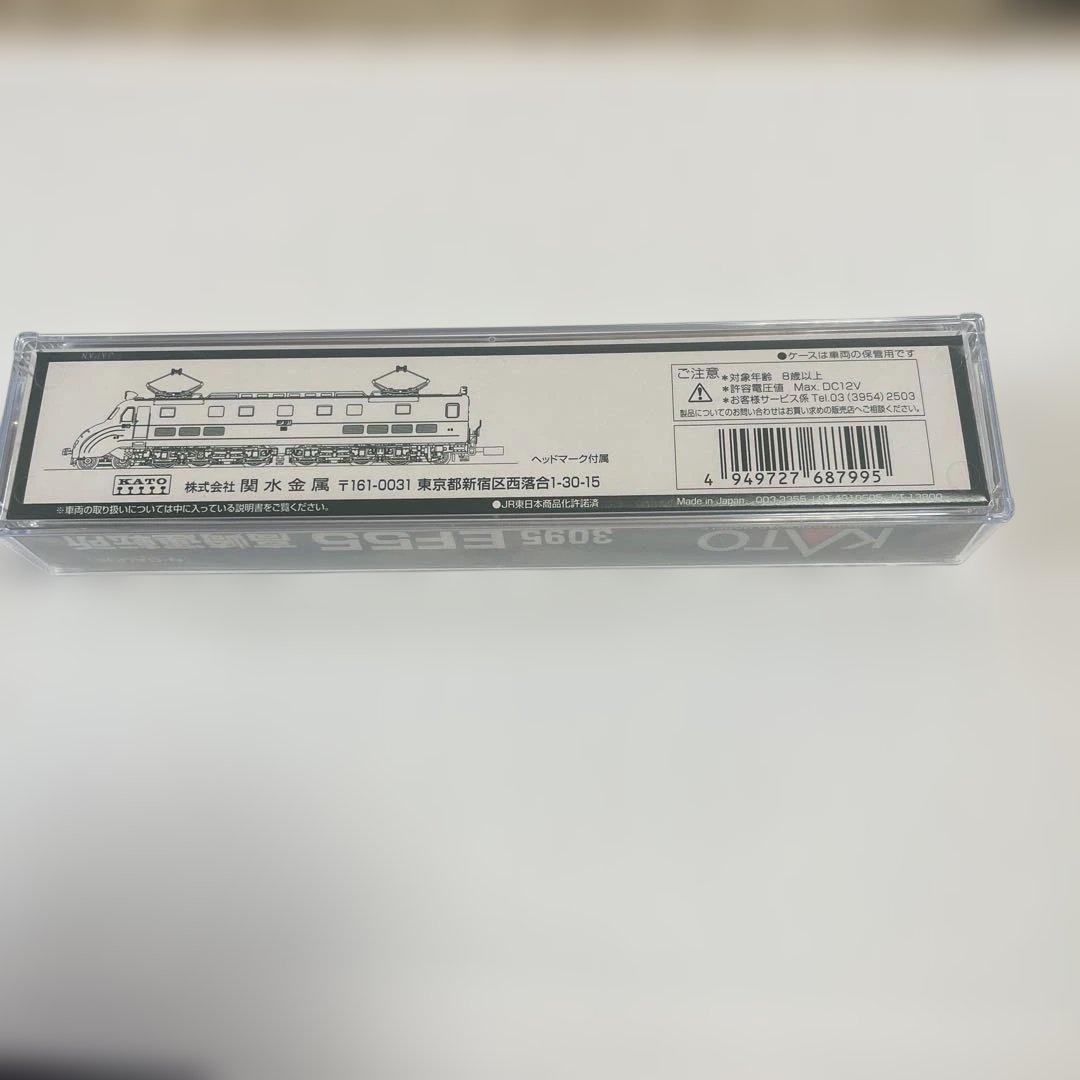 ●ケースは車両の保管用です
ご注意 *対象年齢 8歳以上
*許容電圧値 Max. DC12V
*お客様サービス係 Tel.03 (3954) 2503
製品についてのお問い合わせはお買い求めの販売店へご相談ください。
ヘッドマーク付属
KATO
株式会社 関水金属 〒161-0031 東京都新宿区西落合1-30-15
4 949727 687995
※車両の取り扱いについては中に入っている説明書をご覧ください。
●JR東日本商品化許諾済
Made in Japan
KATO 3095 EF55 高崎運転所